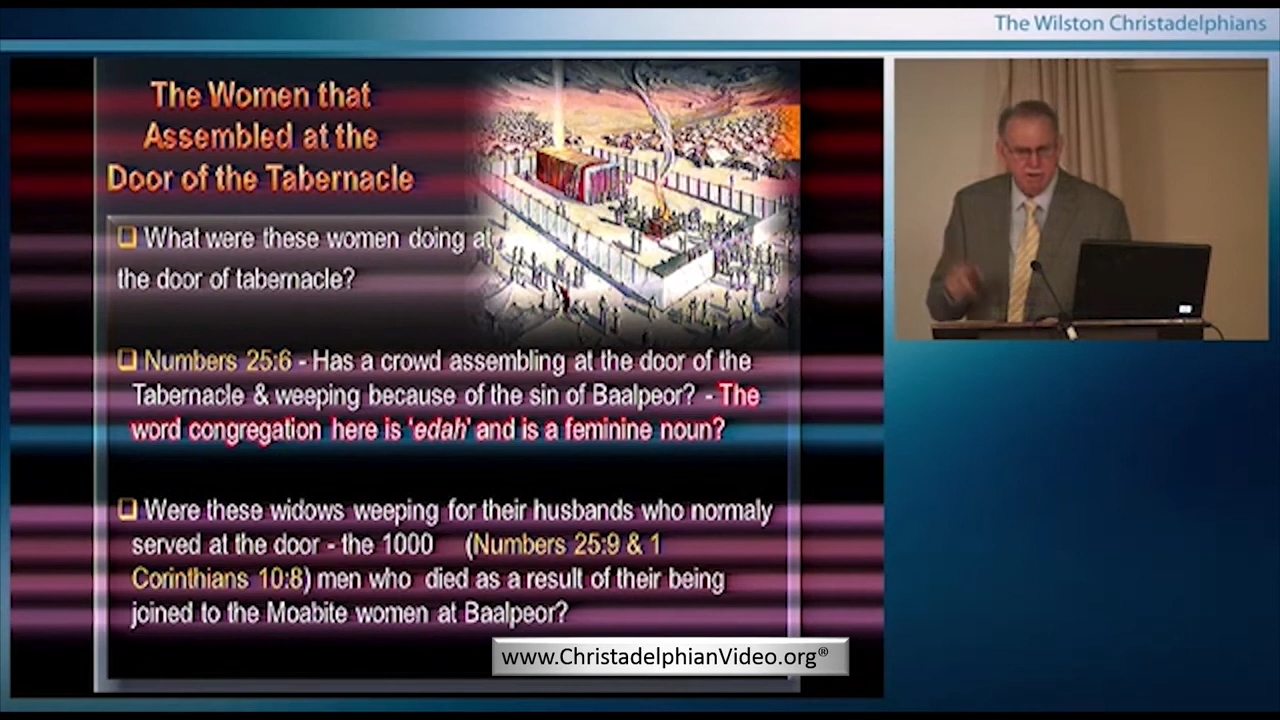 The Wilston Christadelphians
The Women that
Assembled at the
Door of the Tabernacle
❑ What were these women doing at
the door of tabernacle?
❑ Numbers 25:6 - Has a crowd assembling at the door of the
Tabernacle & weeping because of the sin of Baalpeor? - The
word congregation here is ‘edah’ and is a feminine noun?
❑ Were these widows weeping for their husbands who normaly
served at the door - the 1000 (Numbers 25:9 & 1
Corinthians 10:8) men who died as a result of their being
joined to the Moabite women at Baalpeor?
www.ChristadelphianVideo.org®